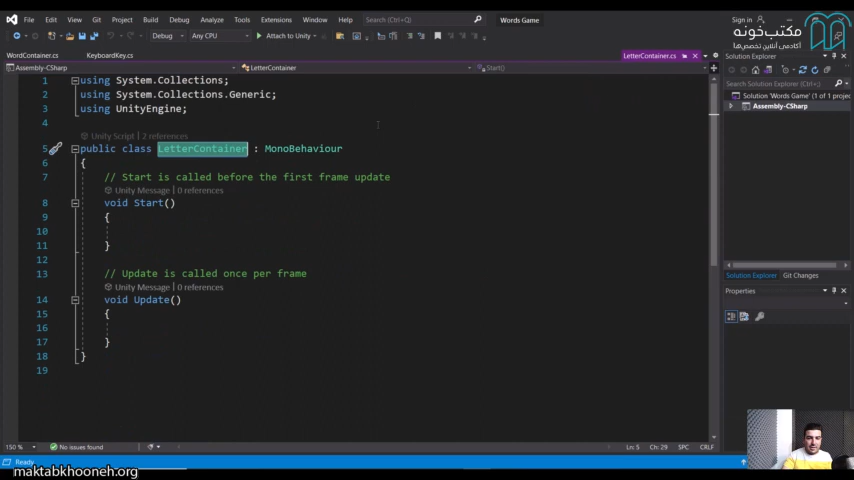 File Edit View Git Project Build Debug Analyze Tools Extensions Window Help Search (Ctrl+Q) Words Game Sign in
مکتب‌خونه
آکادمی آنلاین تخصص‌ها
Debug Any CPU Attach to Unity
WordContainer.cs KeyboardKey.cs LetterContainer.cs
Assembly-CSharp LetterContainer Start()
1 using System.Collections;
2 using System.Collections.Generic;
3 using UnityEngine;
4
Unity Script | 2 references
5 public class LetterContainer : MonoBehaviour
6 {
7 // Start is called before the first frame update
Unity Message | 0 references
8 void Start()
9 {
10
11 }
12
13 // Update is called once per frame
Unity Message | 0 references
14 void Update()
15 {
16
17 }
18 }
19
Solution Explorer
Search Solution Explorer (Ctrl+;)
Solution 'Words Game' (1 of 1 project)
Assembly-CSharp
Solution Explorer Git Changes
Properties
150 % No issues found Ln: 5 Ch: 29 SPC CRLF
Ready
maktabkhooneh.org